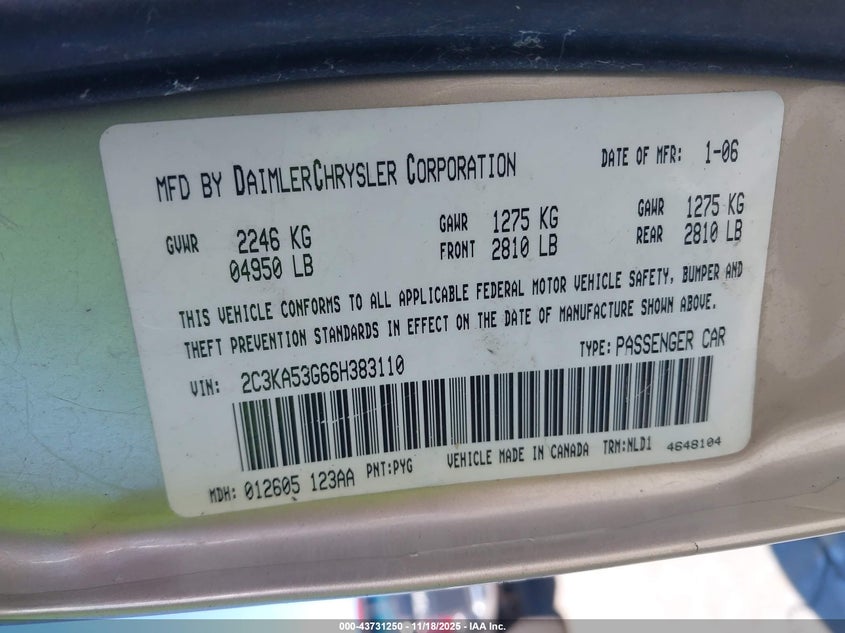 MFD BY DAIMLERCHRYSLER CORPORATION DATE OF MFR: 1-06
GVWR 2246 KG GAWR 1275 KG GAWR 1275 KG
04950 LB FRONT 2810 LB REAR 2810 LB
THIS VEHICLE CONFORMS TO ALL APPLICABLE FEDERAL MOTOR VEHICLE SAFETY, BUMPER AND
THEFT PREVENTION STANDARDS IN EFFECT ON THE DATE OF MANUFACTURE SHOWN ABOVE.
VIN: 2C3KA53G66H383110 TYPE: PASSENGER CAR
MDH: 012605 123AA PNT:PYG VEHICLE MADE IN CANADA TRM:NLD1 4648104
000-43731250 - 11/18/2025 - IAA Inc.